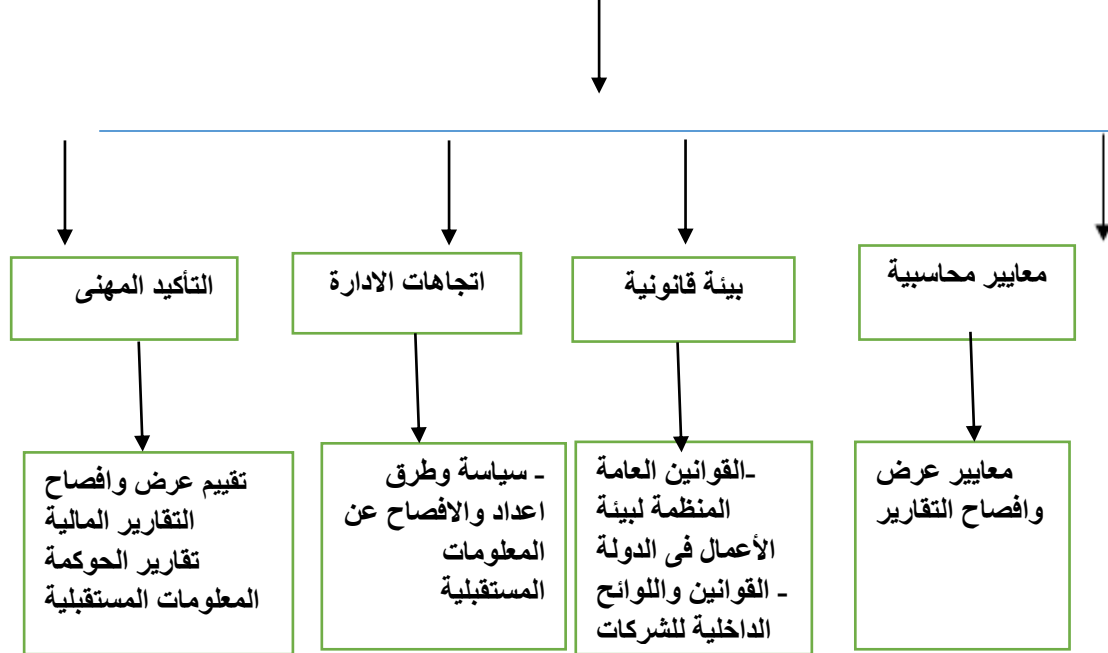 معايير محاسبية
بيئة قانونية
اتجاهات الادارة
التأكيد المهنى
معايير عرض
وافصاح التقارير
-القوانين العامة
المنظمة لبيئة
الأعمال فى الدولة
- القوانين واللوائح
الداخلية للشركات
- سياسة وطرق
اعداد والافصاح عن
المعلومات
المستقبلية
تقييم عرض وافصاح
التقارير المالية
تقارير الحوكمة
المعلومات المستقبلية